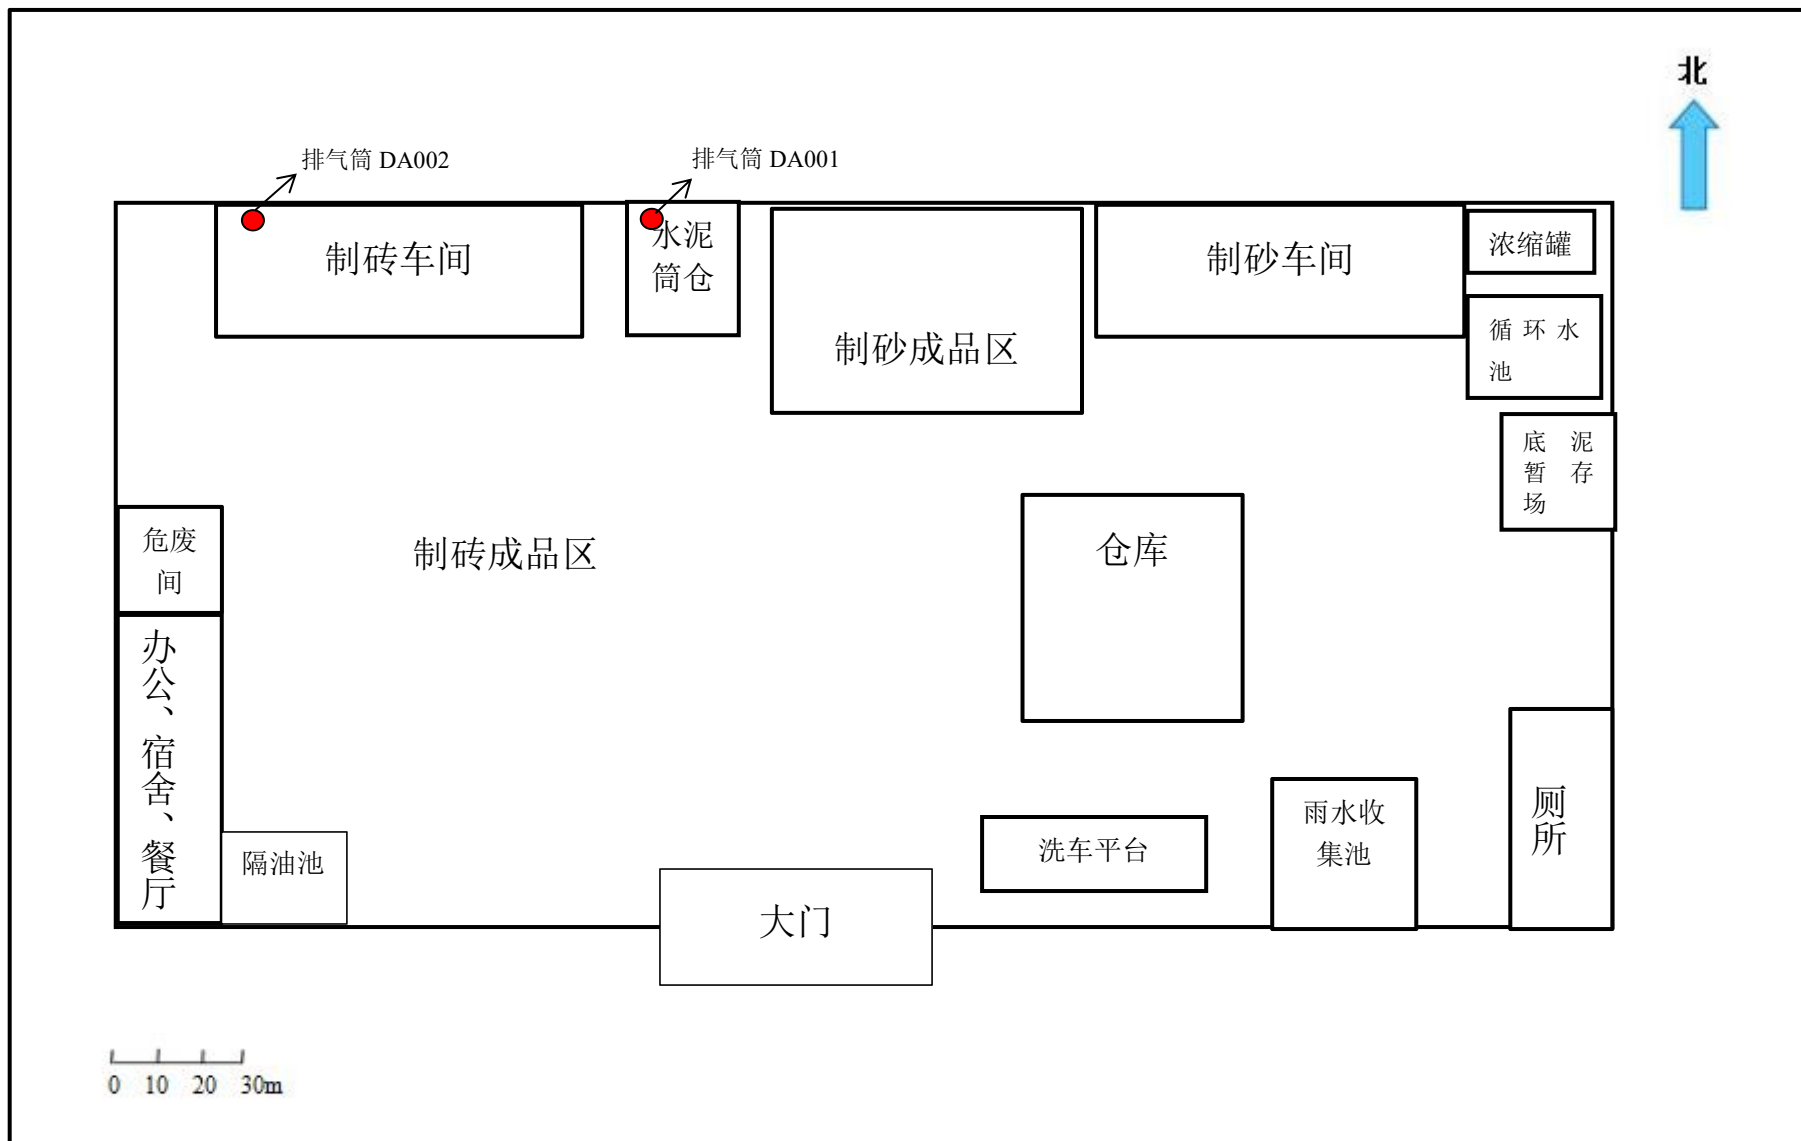 北
排气筒 DA002
排气筒 DA001
制砖车间
水泥
筒仓
制砂成品区
制砂车间
浓缩罐
循环水
池
底泥
暂存
场
危废
间
制砖成品区
仓库
办公、宿舍、餐厅
隔油池
大门
洗车平台
雨水收
集池
厕所
0 10 20 30m